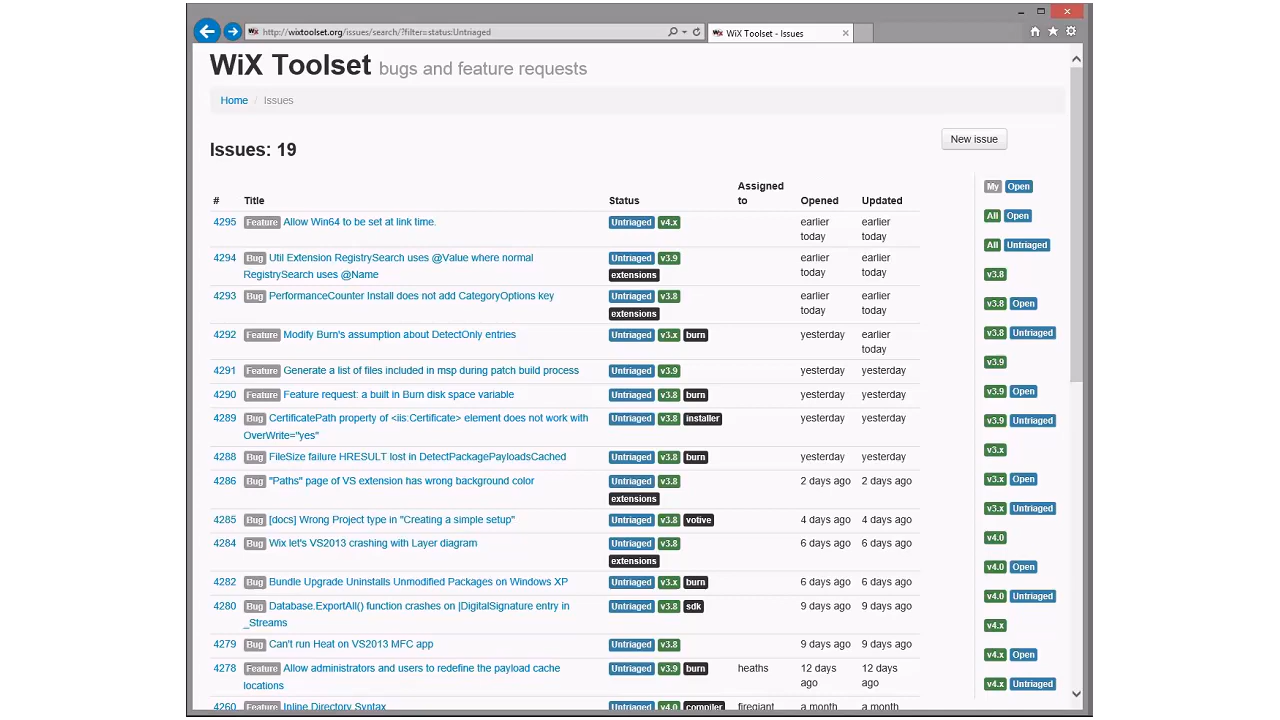 http://wixtoolset.org/issues/search/?filter=status:Untriaged
WiX Toolset - Issues
WiX Toolset bugs and feature requests
Home / Issues
Issues: 19
New issue
# Title Status Assigned to Opened Updated
4295 Feature Allow Win64 to be set at link time. Untriaged v4.x earlier today earlier today
4294 Bug Util Extension RegistrySearch uses @Value where normal RegistrySearch uses @Name Untriaged v3.9 extensions earlier today earlier today
4293 Bug PerformanceCounter Install does not add CategoryOptions key Untriaged v3.8 extensions earlier today earlier today
4292 Feature Modify Burn's assumption about DetectOnly entries Untriaged v3.x burn yesterday earlier today
4291 Feature Generate a list of files included in msp during patch build process Untriaged v3.9 yesterday yesterday
4290 Feature Feature request: a built in Burn disk space variable Untriaged v3.8 burn yesterday yesterday
4289 Bug CertificatePath property of <iis:Certificate> element does not work with OverWrite="yes" Untriaged v3.8 installer yesterday yesterday
4288 Bug FileSize failure HRESULT lost in DetectPackagePayloadsCached Untriaged v3.8 burn yesterday yesterday
4286 Bug "Paths" page of VS extension has wrong background color Untriaged v3.8 extensions 2 days ago 2 days ago
4285 Bug [docs] Wrong Project type in "Creating a simple setup" Untriaged v3.8 votive 4 days ago 4 days ago
4284 Bug Wix let's VS2013 crashing with Layer diagram Untriaged v3.8 extensions 6 days ago 6 days ago
4282 Bug Bundle Upgrade Uninstalls Unmodified Packages on Windows XP Untriaged v3.x burn 6 days ago 6 days ago
4280 Bug Database.ExportAll() function crashes on |DigitalSignature entry in _Streams Untriaged v3.8 sdk 9 days ago 9 days ago
4279 Bug Can't run Heat on VS2013 MFC app Untriaged v3.8 9 days ago 9 days ago
4278 Feature Allow administrators and users to redefine the payload cache locations Untriaged v3.9 burn heaths 12 days ago 12 days ago
4260 Feature Inline Directory Syntax Untriaged v4.0 compiler firegiant a month a month
My Open
All Open
All Untriaged
v3.8
v3.8 Open
v3.8 Untriaged
v3.9
v3.9 Open
v3.9 Untriaged
v3.x
v3.x Open
v3.x Untriaged
v4.0
v4.0 Open
v4.0 Untriaged
v4.x
v4.x Open
v4.x Untriaged